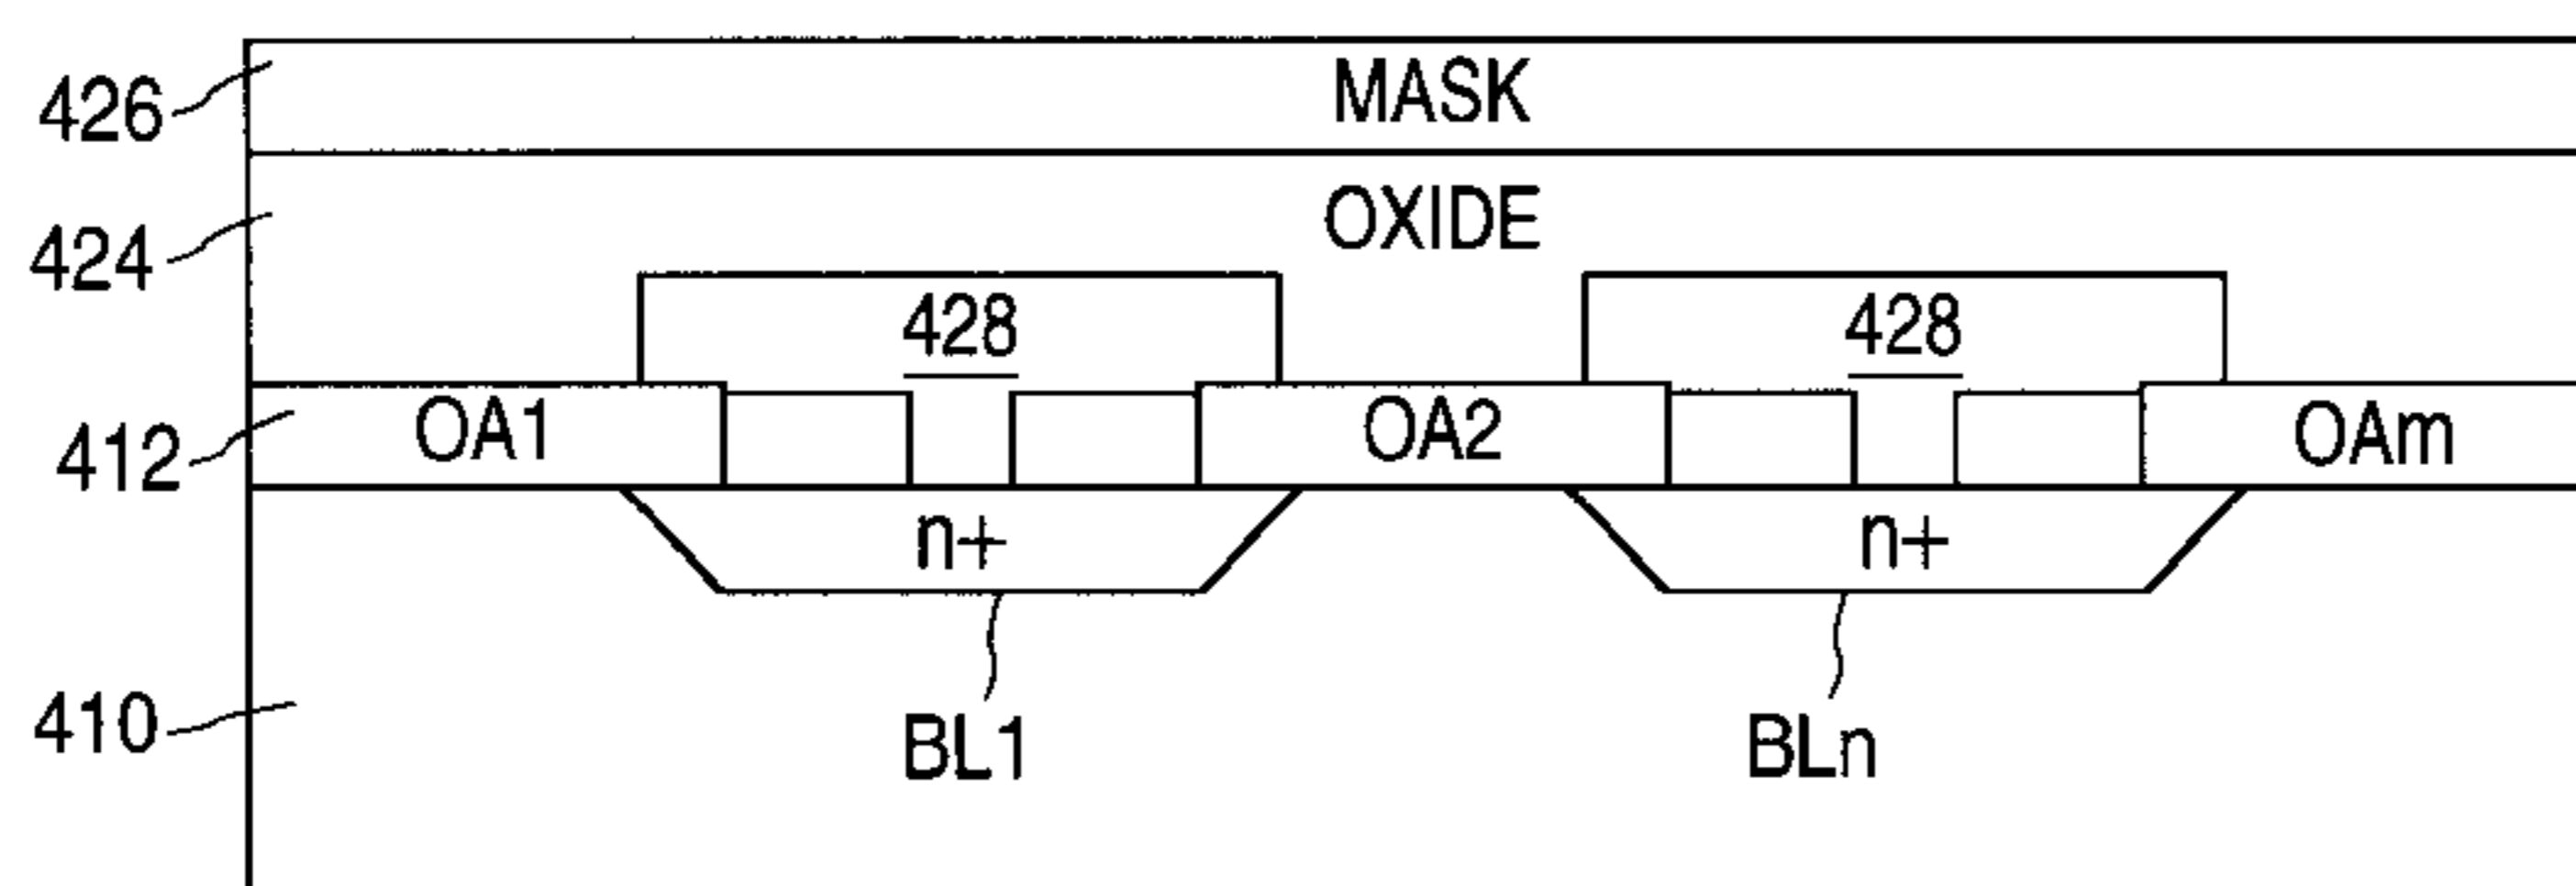 MASK
426
OXIDE
424
428 428
412 OA1 OA2 OAm
n+ n+
410
BL1 BLn